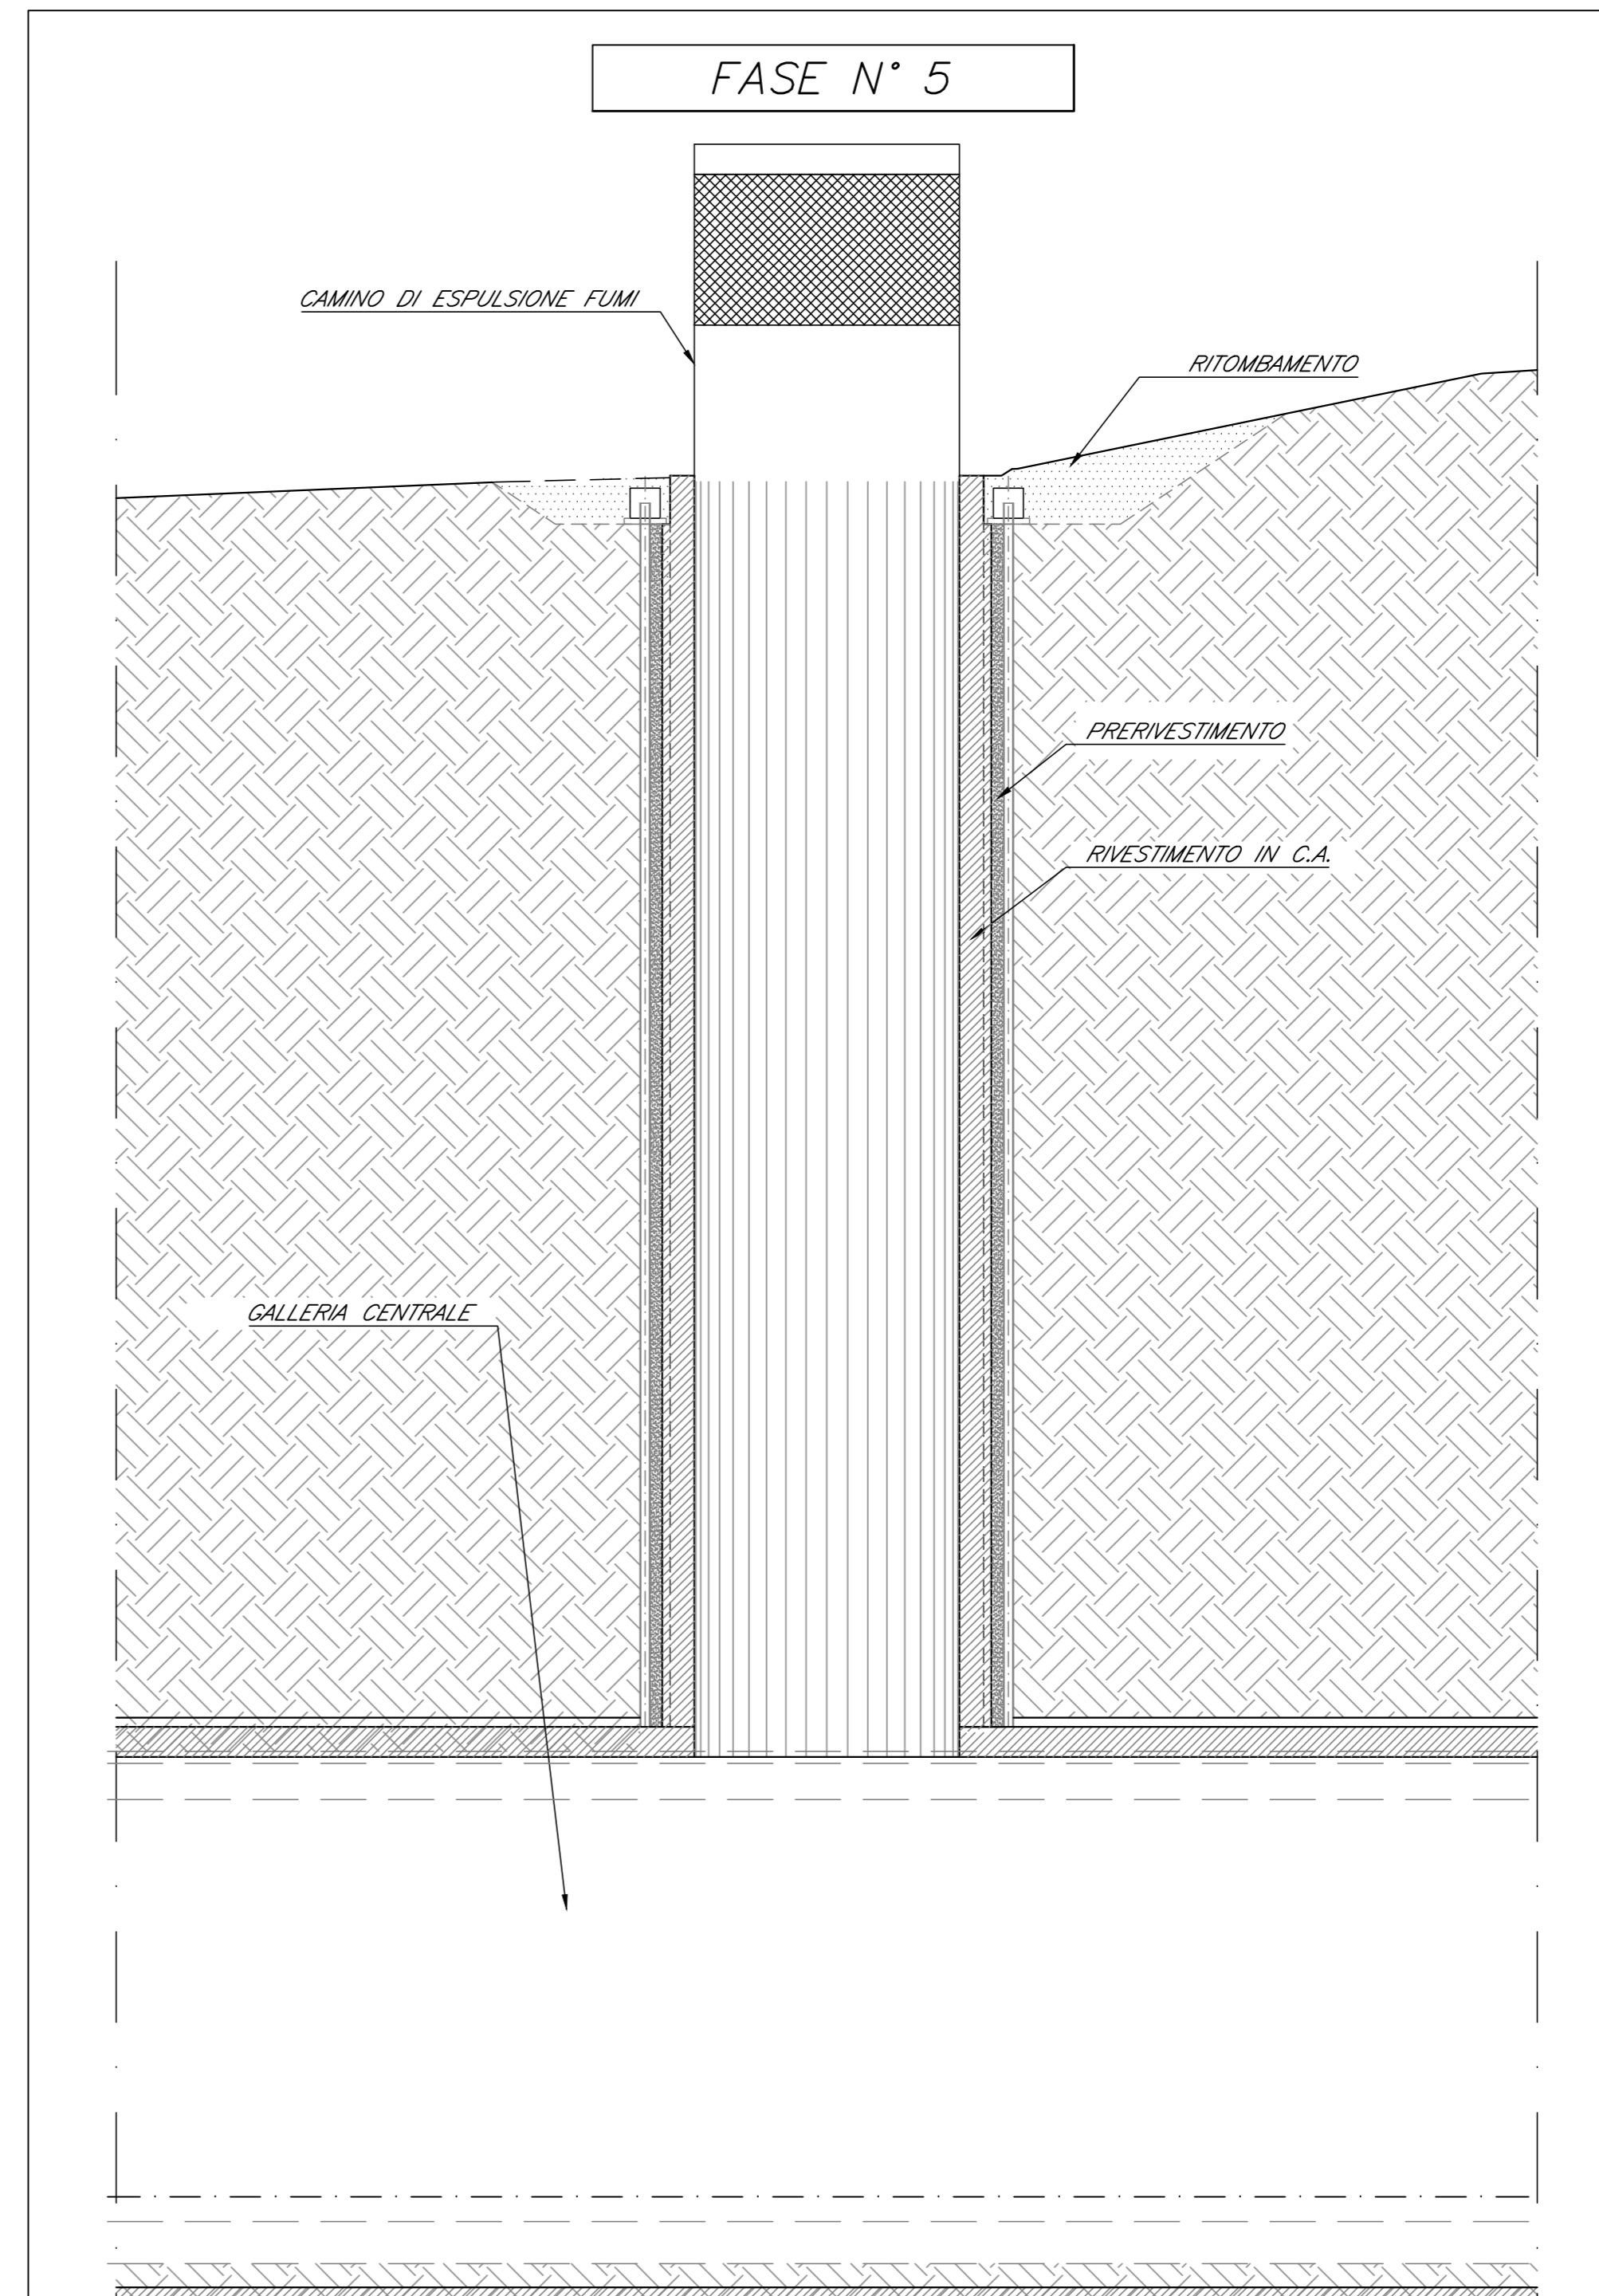 FASE N° 5
CAMINO DI ESPULSIONE FUMI
RITOMBAMENTO
PRERIVESTIMENTO
RIVESTIMENTO IN C.A.
GALLERIA CENTRALE